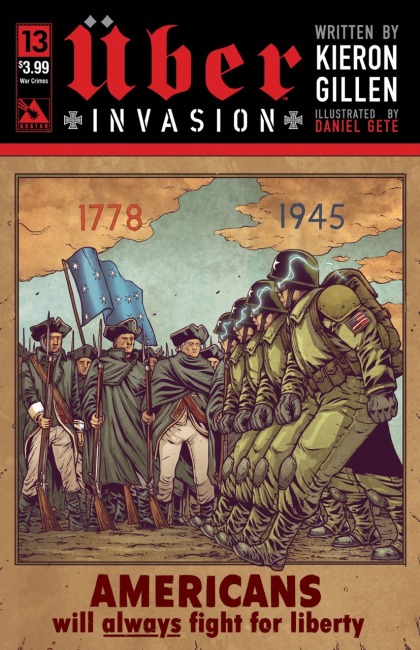 13
$3.99
War Crimes
AVATAR
Über
INVASION
WRITTEN BY
KIERON
GILLEN
ILLUSTRATED BY
DANIEL GETE
1778
1945
AMERICANS
will always fight for liberty